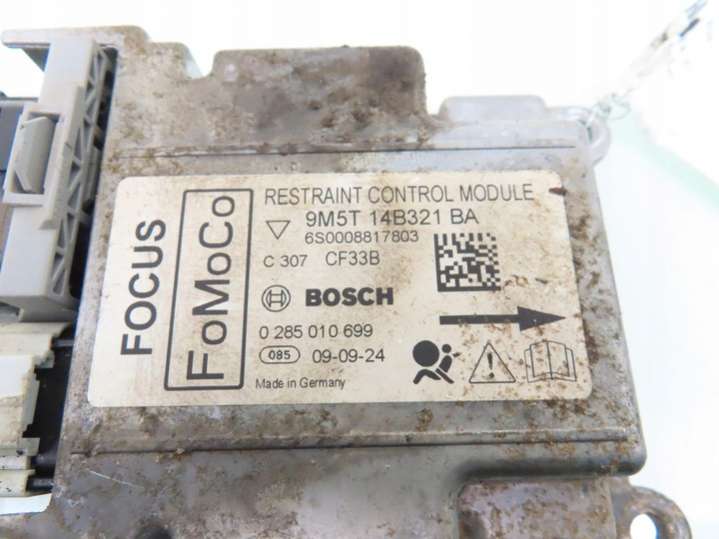 FOCUS
FoMoCo
RESTRAINT CONTROL MODULE
9M5T 14B321 BA
6S0008817803
C 307 CF33B
BOSCH
0 285 010 699
085 09-09-24
Made in Germany